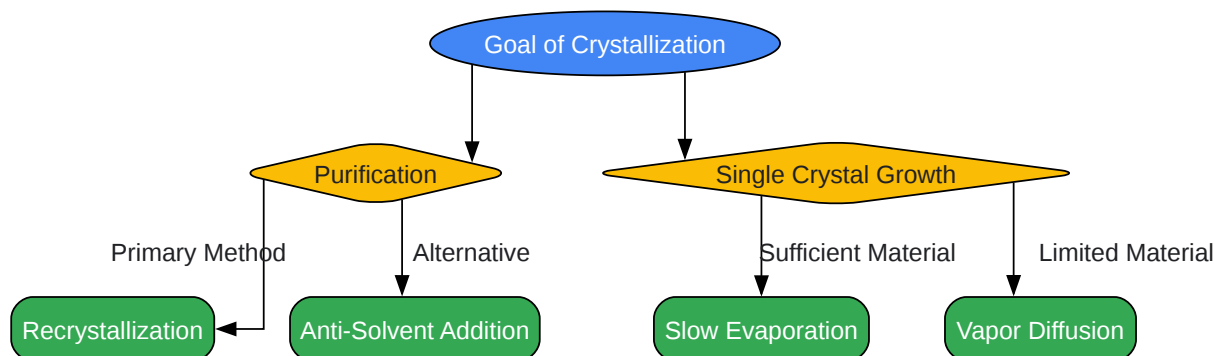 Goal of Crystallization
Purification
Single Crystal Growth
Primary Method
Alternative
Sufficient Material
Limited Material
Recrystallization
Anti-Solvent Addition
Slow Evaporation
Vapor Diffusion